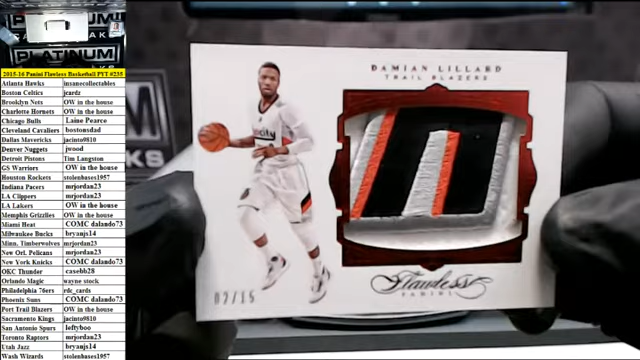 PLATINUM
2015-16 Panini Flawless Basketball PYT #235
Atlanta Hawks insanecollectables
Boston Celtics jcardz
Brooklyn Nets OW in the house
Charlotte Hornets OW in the house
Chicago Bulls Laine Pearce
Cleveland Cavaliers bostonsdad
Dallas Mavericks jacinto9810
Denver Nuggets jwood
Detroit Pistons Tim Langston
GS Warriors OW in the house
Houston Rockets stolenbases1957
Indiana Pacers mrjordan23
LA Clippers mrjordan23
LA Lakers OW in the house
Memphis Grizzlies OW in the house
Miami Heat COMC dalando73
Milwaukee Bucks bryanjs14
Minn. Timberwolves mrjordan23
New Orl. Pelicans mrjordan23
New York Knicks COMC dalando73
OKC Thunder casebb28
Orlando Magic wayne stock
Philadelphia 76ers rdc_cards
Phoenix Suns COMC dalando73
Port Trail Blazers OW in the house
Sacramento Kings jacinto9810
San Antonio Spurs leftyboo
Toronto Raptors mrjordan23
Utah Jazz bryanjs14
Wash Wizards stolenbases1957
DAMIAN LILLARD
TRAIL BLAZERS
Flawless
PANINI
02/15